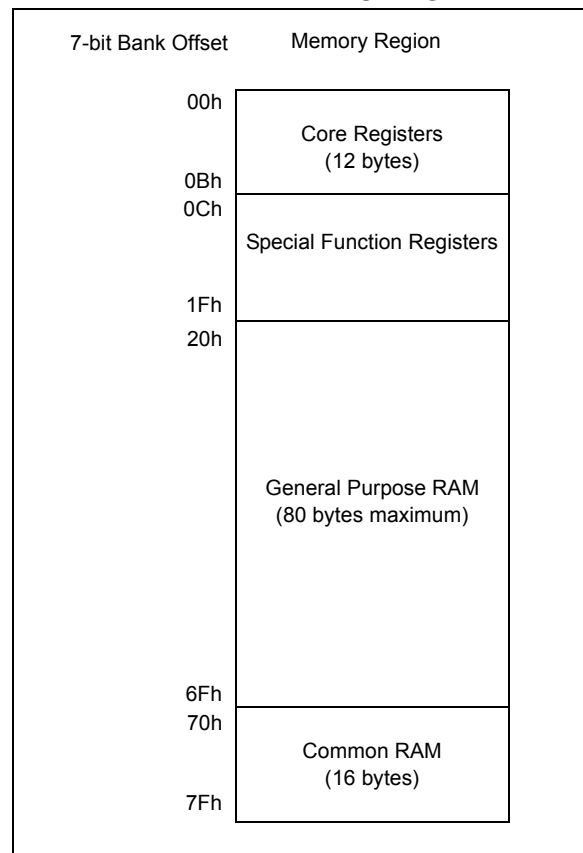 7-bit Bank Offset Memory Region
00h
Core Registers
(12 bytes)
0Bh
0Ch
Special Function Registers
1Fh
20h
General Purpose RAM
(80 bytes maximum)
6Fh
70h
Common RAM
(16 bytes)
7Fh